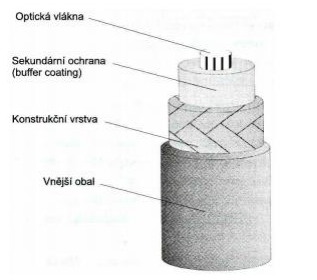 Optická vlákna
Sekundární ochrana
(buffer coating)
Konstrukční vrstva
Vnější obal